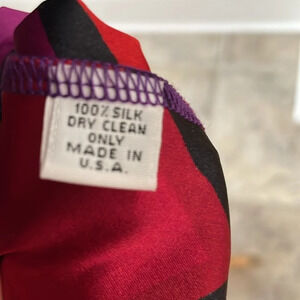 100% SILK
DRY CLEAN
ONLY
MADE IN
U.S.A.